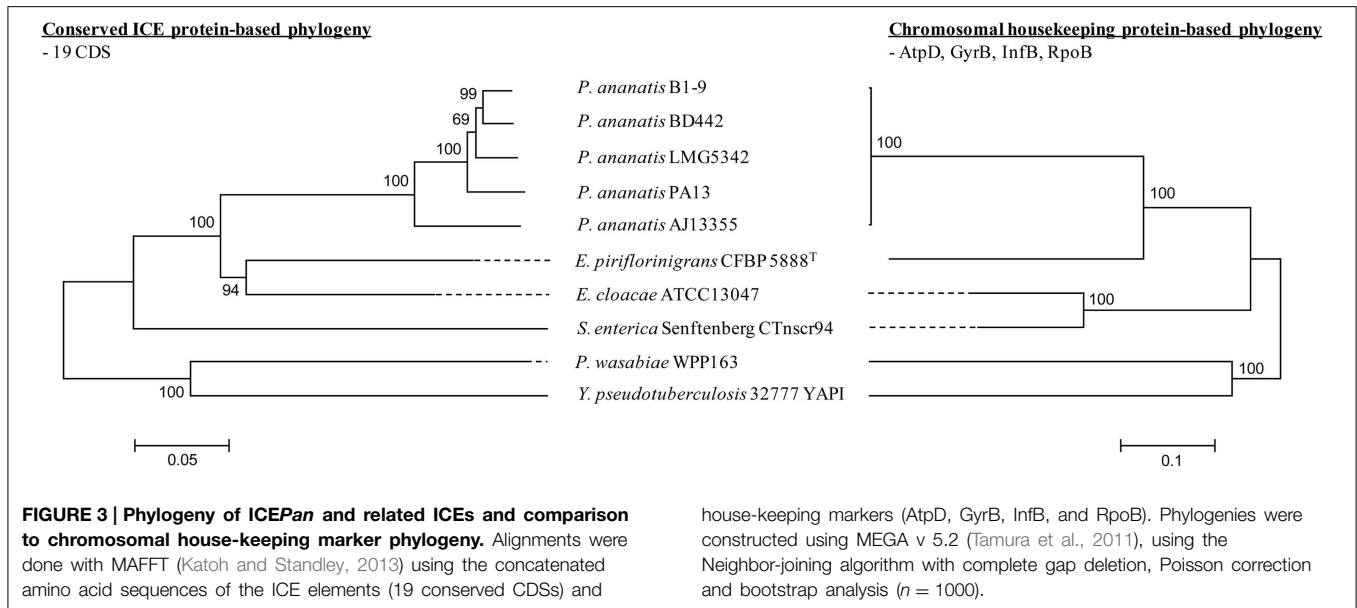 Conserved ICE protein-based phylogeny
- 19 CDS
Chromosomal housekeeping protein-based phylogeny
- AtpD, GyrB, InfB, RpoB
99
69
100
100
100
94
100
0.05
P. ananatis B1-9
P. ananatis BD442
P. ananatis LMG5342
P. ananatis PA13
P. ananatis AJ13355
E. piriflorinigrans CFBP 5888T
E. cloacae ATCC13047
S. enterica Senftenberg CTnscr94
P. wasabiae WPP163
Y. pseudotuberculosis 32777 YAPI
100
100
100
100
0.1
FIGURE 3 | Phylogeny of ICEPan and related ICEs and comparison
to chromosomal house-keeping marker phylogeny. Alignments were
done with MAFFT (Katoh and Standley, 2013) using the concatenated
amino acid sequences of the ICE elements (19 conserved CDSs) and
house-keeping markers (AtpD, GyrB, InfB, and RpoB). Phylogenies were
constructed using MEGA v 5.2 (Tamura et al., 2011), using the
Neighbor-joining algorithm with complete gap deletion, Poisson correction
and bootstrap analysis (n = 1000).